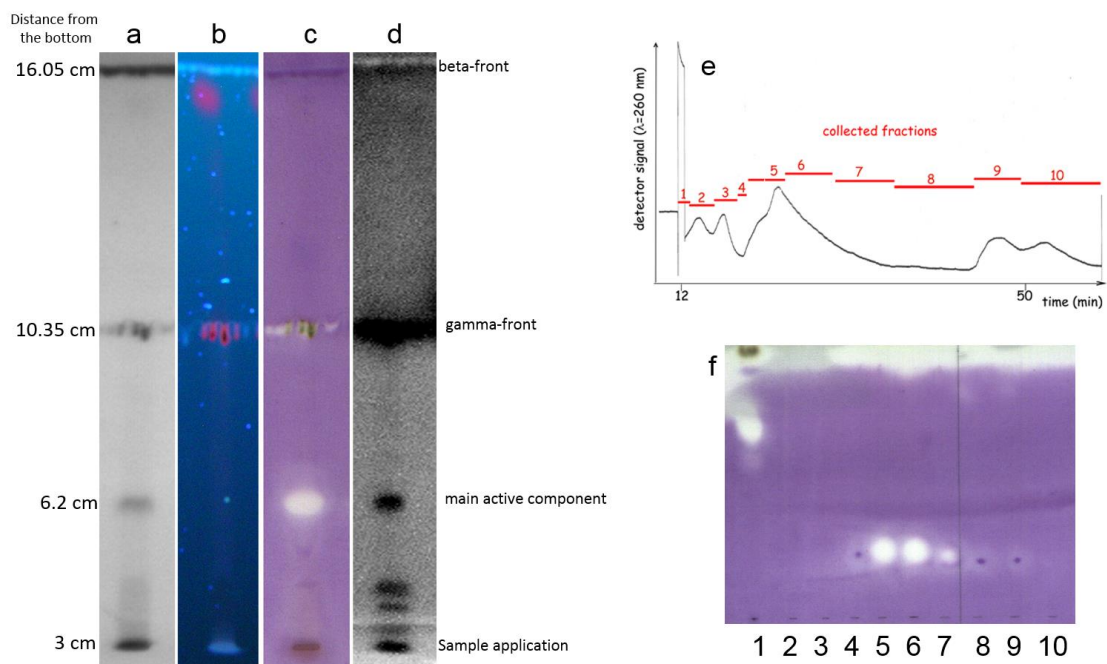 Distance from
the bottom
a
b
c
d
16.05 cm
beta-front
10.35 cm
gamma-front
6.2 cm
main active component
3 cm
Sample application
e
detector signal (λ=260 nm)
collected fractions
1
2
3
4
5
6
7
8
9
10
12
50
time (min)
f
1 2 3 4 5 6 7 8 9 10